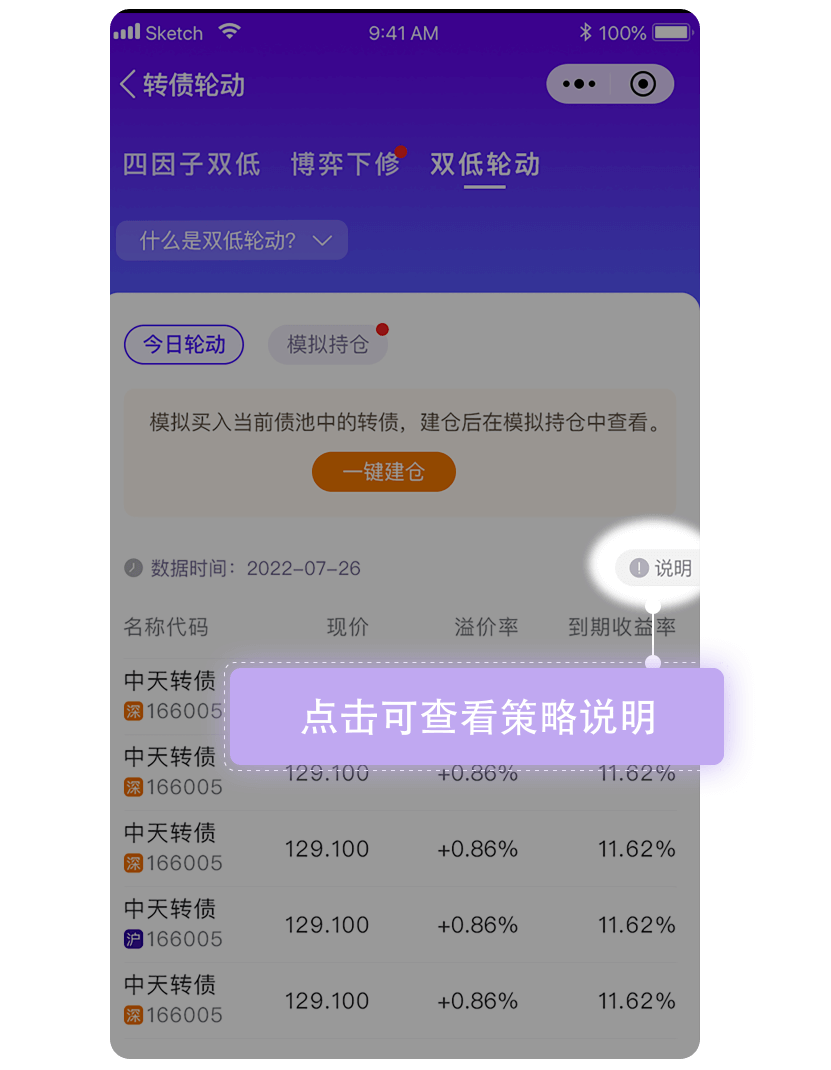 Sketch 9:41 AM 100%
转债轮动
四因子双低 博弈下修 双低轮动
什么是双低轮动?
今日轮动 模拟持仓
模拟买入当前债池中的转债，建仓后在模拟持仓中查看。
一键建仓
数据时间：2022-07-26 说明
名称代码 现价 溢价率 到期收益率
中天转债
深166005
点击可查看策略说明
中天转债
深166005 129.100 +0.86% 11.62%
中天转债
深166005 129.100 +0.86% 11.62%
中天转债
沪166005 129.100 +0.86% 11.62%
中天转债
深166005 129.100 +0.86% 11.62%